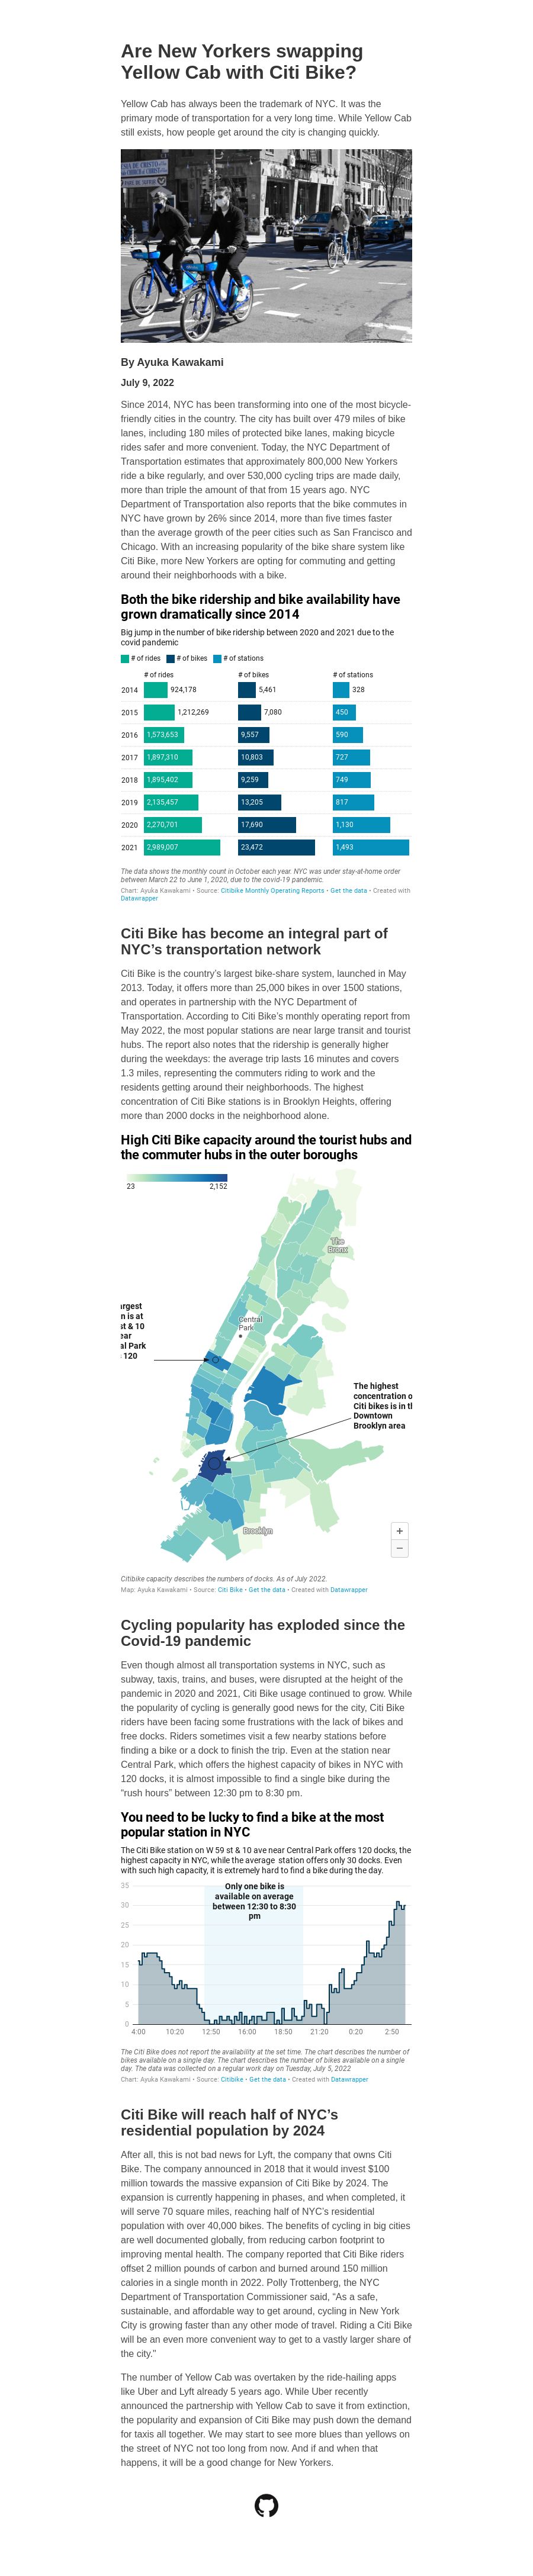 Are New Yorkers swapping
Yellow Cab with Citi Bike?
Yellow Cab has always been the trademark of NYC. It was the
primary mode of transportation for a very long time. While Yellow Cab
still exists, how people get around the city is changing quickly.
By Ayuka Kawakami
July 9, 2022
Since 2014, NYC has been transforming into one of the most bicycle-
friendly cities in the country. The city has built over 479 miles of bike
lanes, including 180 miles of protected bike lanes, making bicycle
rides safer and more convenient. Today, the NYC Department of
Transportation estimates that approximately 800,000 New Yorkers
ride a bike regularly, and over 530,000 cycling trips are made daily,
more than triple the amount of that from 15 years ago. NYC
Department of Transportation also reports that the bike commutes in
NYC have grown by 26% since 2014, more than five times faster
than the average growth of the peer cities such as San Francisco and
Chicago. With an increasing popularity of the bike share system like
Citi Bike, more New Yorkers are opting for commuting and getting
around their neighborhoods with a bike.
Both the bike ridership and bike availability have
grown dramatically since 2014
Big jump in the number of bike ridership between 2020 and 2021 due to the
covid pandemic
# of rides # of bikes # of stations
# of rides # of bikes # of stations
2014 924,178 5,461 328
2015 1,212,269 7,080 450
2016 1,573,653 9,557 590
2017 1,897,310 10,803 727
2018 1,895,402 9,259 749
2019 2,135,457 13,205 817
2020 2,270,701 17,690 1,130
2021 2,989,007 23,472 1,493
The data shows the monthly count in October each year. NYC was under stay-at-home order
between March 22 to June 1, 2020, due to the covid-19 pandemic.
Chart: Ayuka Kawakami • Source: Citibike Monthly Operating Reports • Get the data • Created with
Datawrapper
Citi Bike has become an integral part of
NYC’s transportation network
Citi Bike is the country’s largest bike-share system, launched in May
2013. Today, it offers more than 25,000 bikes in over 1500 stations,
and operates in partnership with the NYC Department of
Transportation. According to Citi Bike’s monthly operating report from
May 2022, the most popular stations are near large transit and tourist
hubs. The report also notes that the ridership is generally higher
during the weekdays: the average trip lasts 16 minutes and covers
1.3 miles, representing the commuters riding to work and the
residents getting around their neighborhoods. The highest
concentration of Citi Bike stations is in Brooklyn Heights, offering
more than 2000 docks in the neighborhood alone.
High Citi Bike capacity around the tourist hubs and
the commuter hubs in the outer boroughs
23 2,152
The
Bronx
Central
Park
n is at
st & 10
al Park
120
The highest
concentration
Citi bikes is in
Downtown
Brooklyn area
Brooklyn
+
−
Citibike capacity describes the numbers of docks. As of July 2022.
Map: Ayuka Kawakami • Source: Citi Bike • Get the data • Created with Datawrapper
Cycling popularity has exploded since the
Covid-19 pandemic
Even though almost all transportation systems in NYC, such as
subway, taxis, trains, and buses, were disrupted at the height of the
pandemic in 2020 and 2021, Citi Bike usage continued to grow. While
the popularity of cycling is generally good news for the city, Citi Bike
riders have been facing some frustrations with the lack of bikes and
free docks. Riders sometimes visit a few nearby stations before
finding a bike or a dock to finish the trip. Even at the station near
Central Park, which offers the highest capacity of bikes in NYC with
120 docks, it is almost impossible to find a single bike during the
“rush hours” between 12:30 pm to 8:30 pm.
You need to be lucky to find a bike at the most
popular station in NYC
The Citi Bike station on W 59 st & 10 ave near Central Park offers 120 docks, the
highest capacity in NYC, while the average station offers only 30 docks. Even
with such high capacity, it is extremely hard to find a bike during the day.
Only one bike is
available on average
between 12:30 to 8:30
pm
35
30
25
20
15
10
5
0
4:00 10:20 12:50 16:00 18:50 21:20 0:20 2:50
The Citi Bike does not report the availability at the set time. The chart describes the number of
bikes available on a single day. The chart describes the number of bikes available on a single
day. The data was collected on a regular work day on Tuesday, July 5, 2022
Chart: Ayuka Kawakami • Source: Citibike • Get the data • Created with Datawrapper
Citi Bike will reach half of NYC’s
residential population by 2024
After all, this is not bad news for Lyft, the company that owns Citi
Bike. The company announced in 2018 that it would invest $100
million towards the massive expansion of Citi Bike by 2024. The
expansion is currently happening in phases, and when completed, it
will serve 70 square miles, reaching half of NYC’s residential
population with over 40,000 bikes. The benefits of cycling in big cities
are well documented globally, from reducing carbon footprint to
improving mental health. The company reported that Citi Bike riders
offset 2 million pounds of carbon and burned around 150 million
calories in a single month in 2022. Polly Trottenberg, the NYC
Department of Transportation Commissioner said, “As a safe,
sustainable, and affordable way to get around, cycling in New York
City is growing faster than any other mode of travel. Riding a Citi Bike
will be an even more convenient way to get to a vastly larger share of
the city.”
The number of Yellow Cab was overtaken by the ride-hailing apps
like Uber and Lyft already 5 years ago. While Uber recently
announced the partnership with Yellow Cab to save it from extinction,
the popularity and expansion of Citi Bike may push down the demand
for taxis all together. We may start to see more blues than yellows on
the street of NYC not too long from now. And if and when that
happens, it will be a good change for New Yorkers.